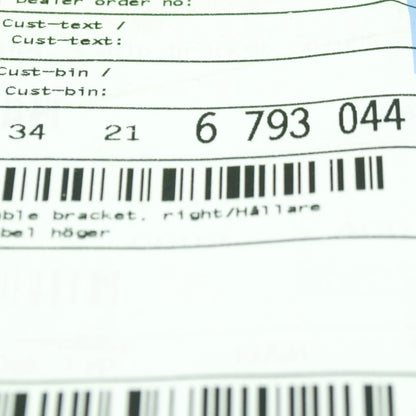 Dealer order no:
Cust-text /
Cust-text:
Cust-bin /
Cust-bin:
34 21 6 793 044
ble bracket, right/Hållare
bel höger